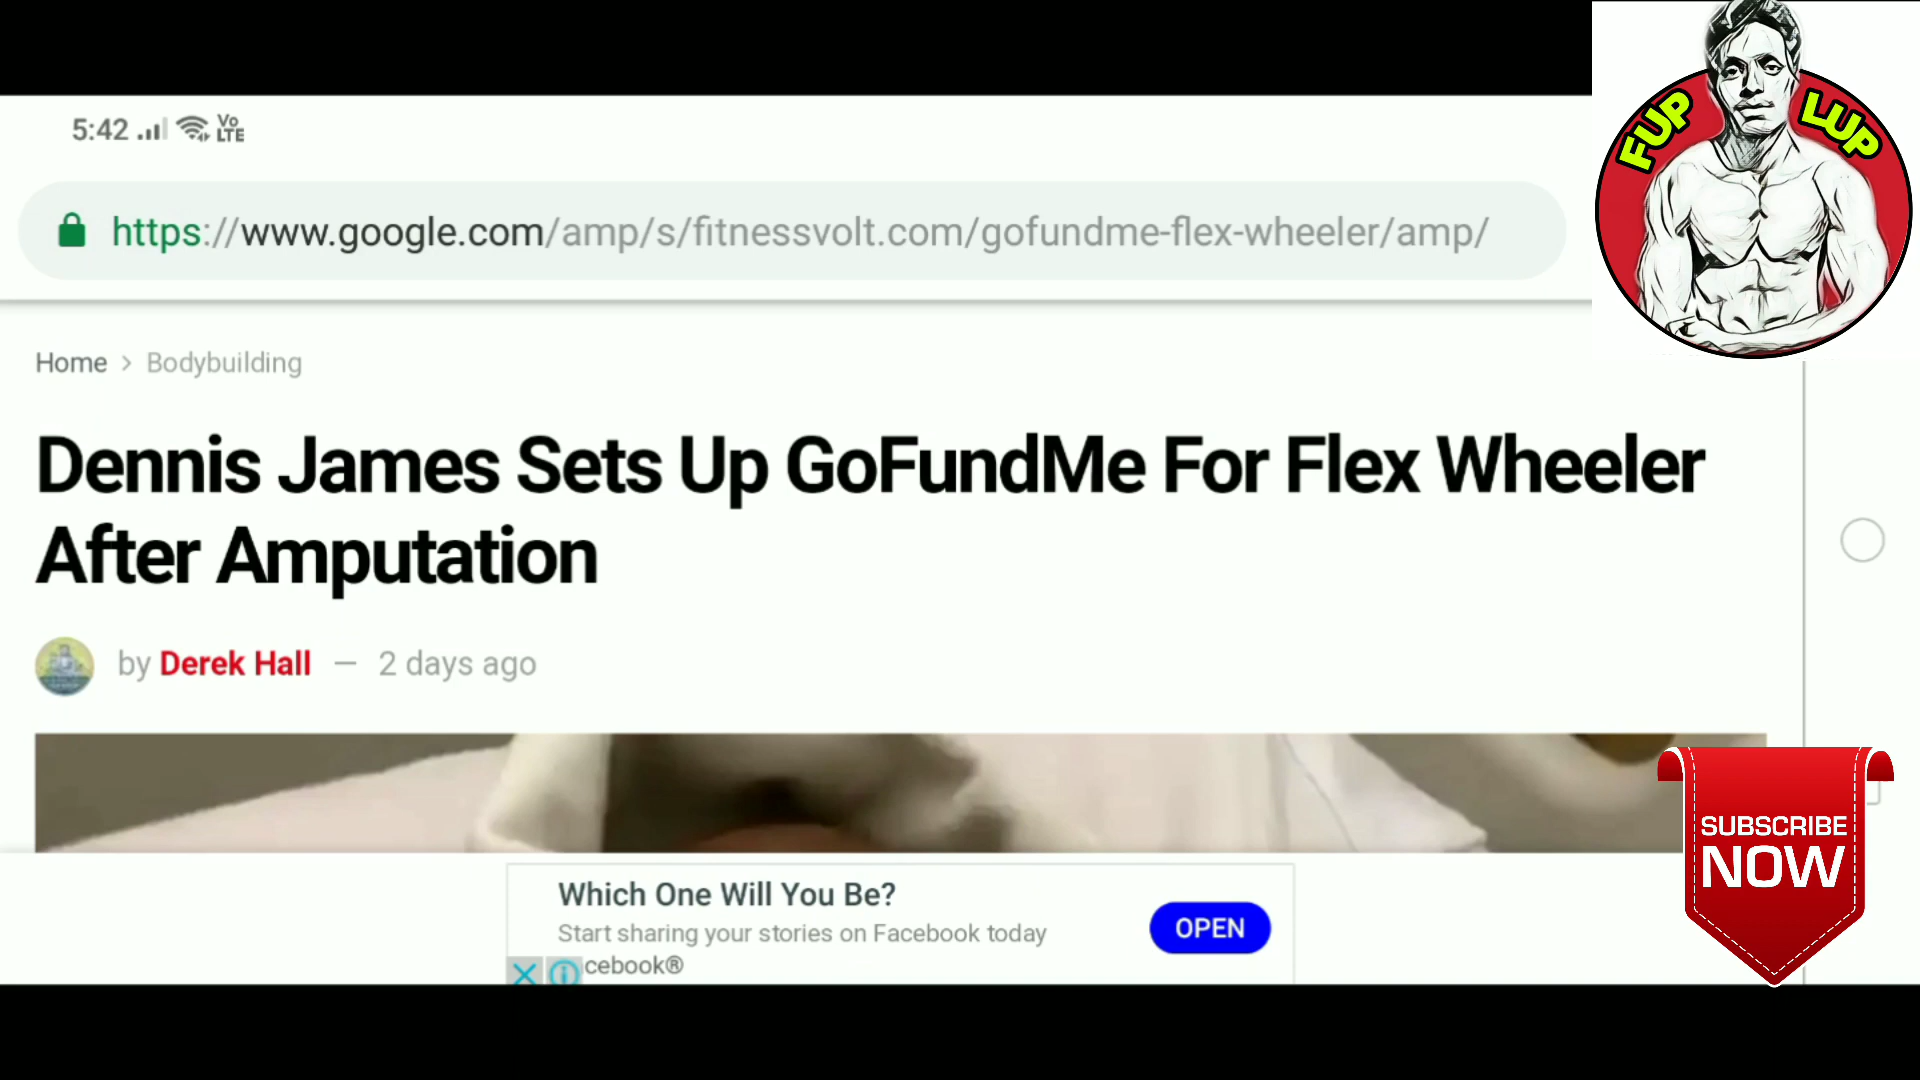 FUP LUP
5:42 Vo LTE
https://www.google.com/amp/s/fitnessvolt.com/gofundme-flex-wheeler/amp/
Home > Bodybuilding
Dennis James Sets Up GoFundMe For Flex Wheeler
After Amputation
by Derek Hall — 2 days ago
SUBSCRIBE
NOW
Which One Will You Be?
Start sharing your stories on Facebook today
cebook®
OPEN